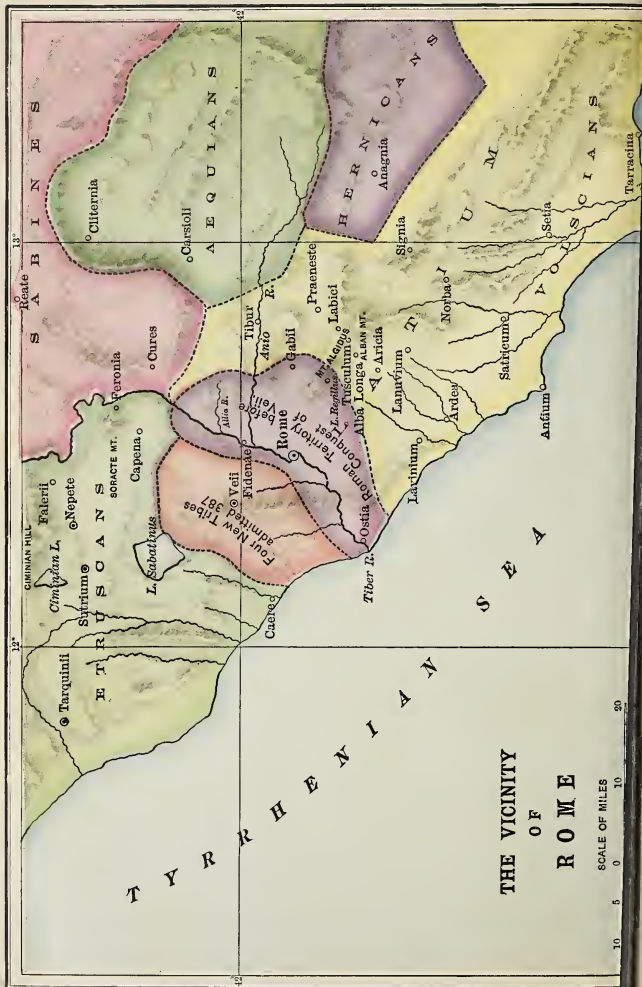 THE VICINITY
OF
ROME
SCALE OF MILES
10 5 0 10 20
TYRRHENIAN SEA
12°
13°
42°
42°
CIMINIAN HILL
Ciminian L.
Falerii
Nepete
Sutrium
Tarquinii
ETRUSCANS
SORACTE MT.
Capena
L. Sabatinus
Caere
Feronia
Cures
Reate
SABINES
Cliternia
Carsioli
AEQUIANS
Four New Tribes
admitted 387
Veii
Fidenae
Allia R.
Roman Territory
before
Conquest of Veii
Rome
Ostia
Tiber R.
Tibur
Anio
R.
Gabii
Praeneste
Labici
L. Regillus
MT. ALGIDUS
Tusculum
ALBAN MT.
Alba Longa
Aricia
Lanuvium
Lavinium
Ardea
LATIUM
HERNICANS
Anagnia
Signia
Norba
Setia
VOLSCIANS
Satricum
Antium
Tarracina